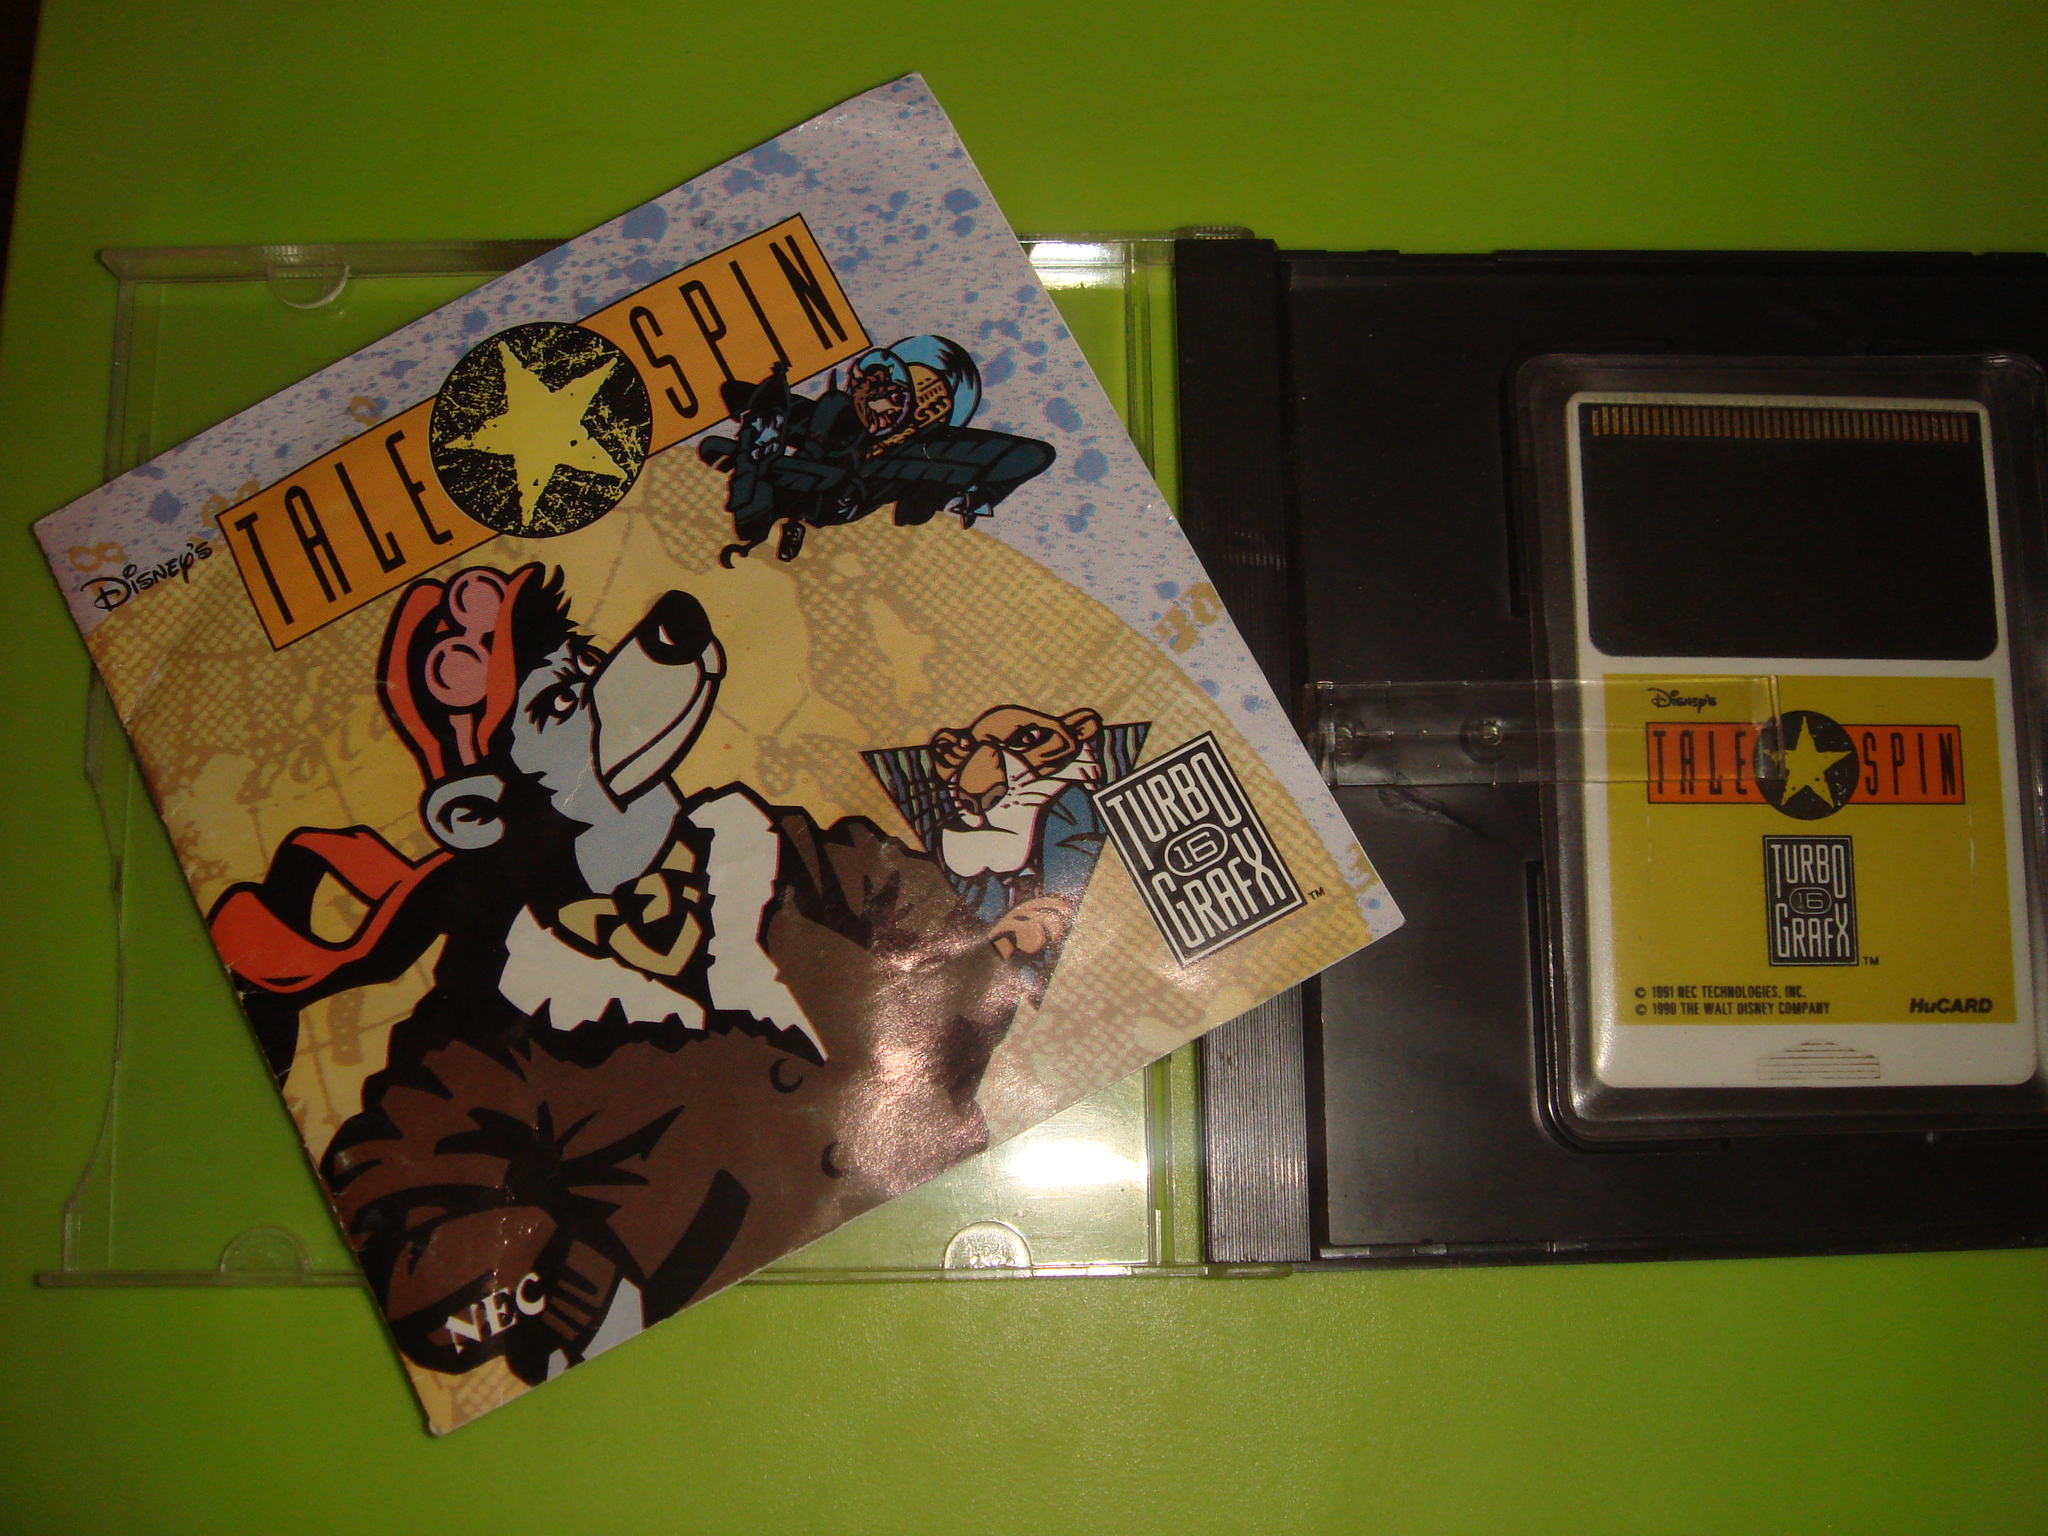 Disney's
TALE SPIN
TURBO
16
GRAFX
™
NEC
Disney's
TALE SPIN
TURBO
16
GRAFX
™
© 1991 NEC TECHNOLOGIES, INC.
© 1990 THE WALT DISNEY COMPANY
HuCARD